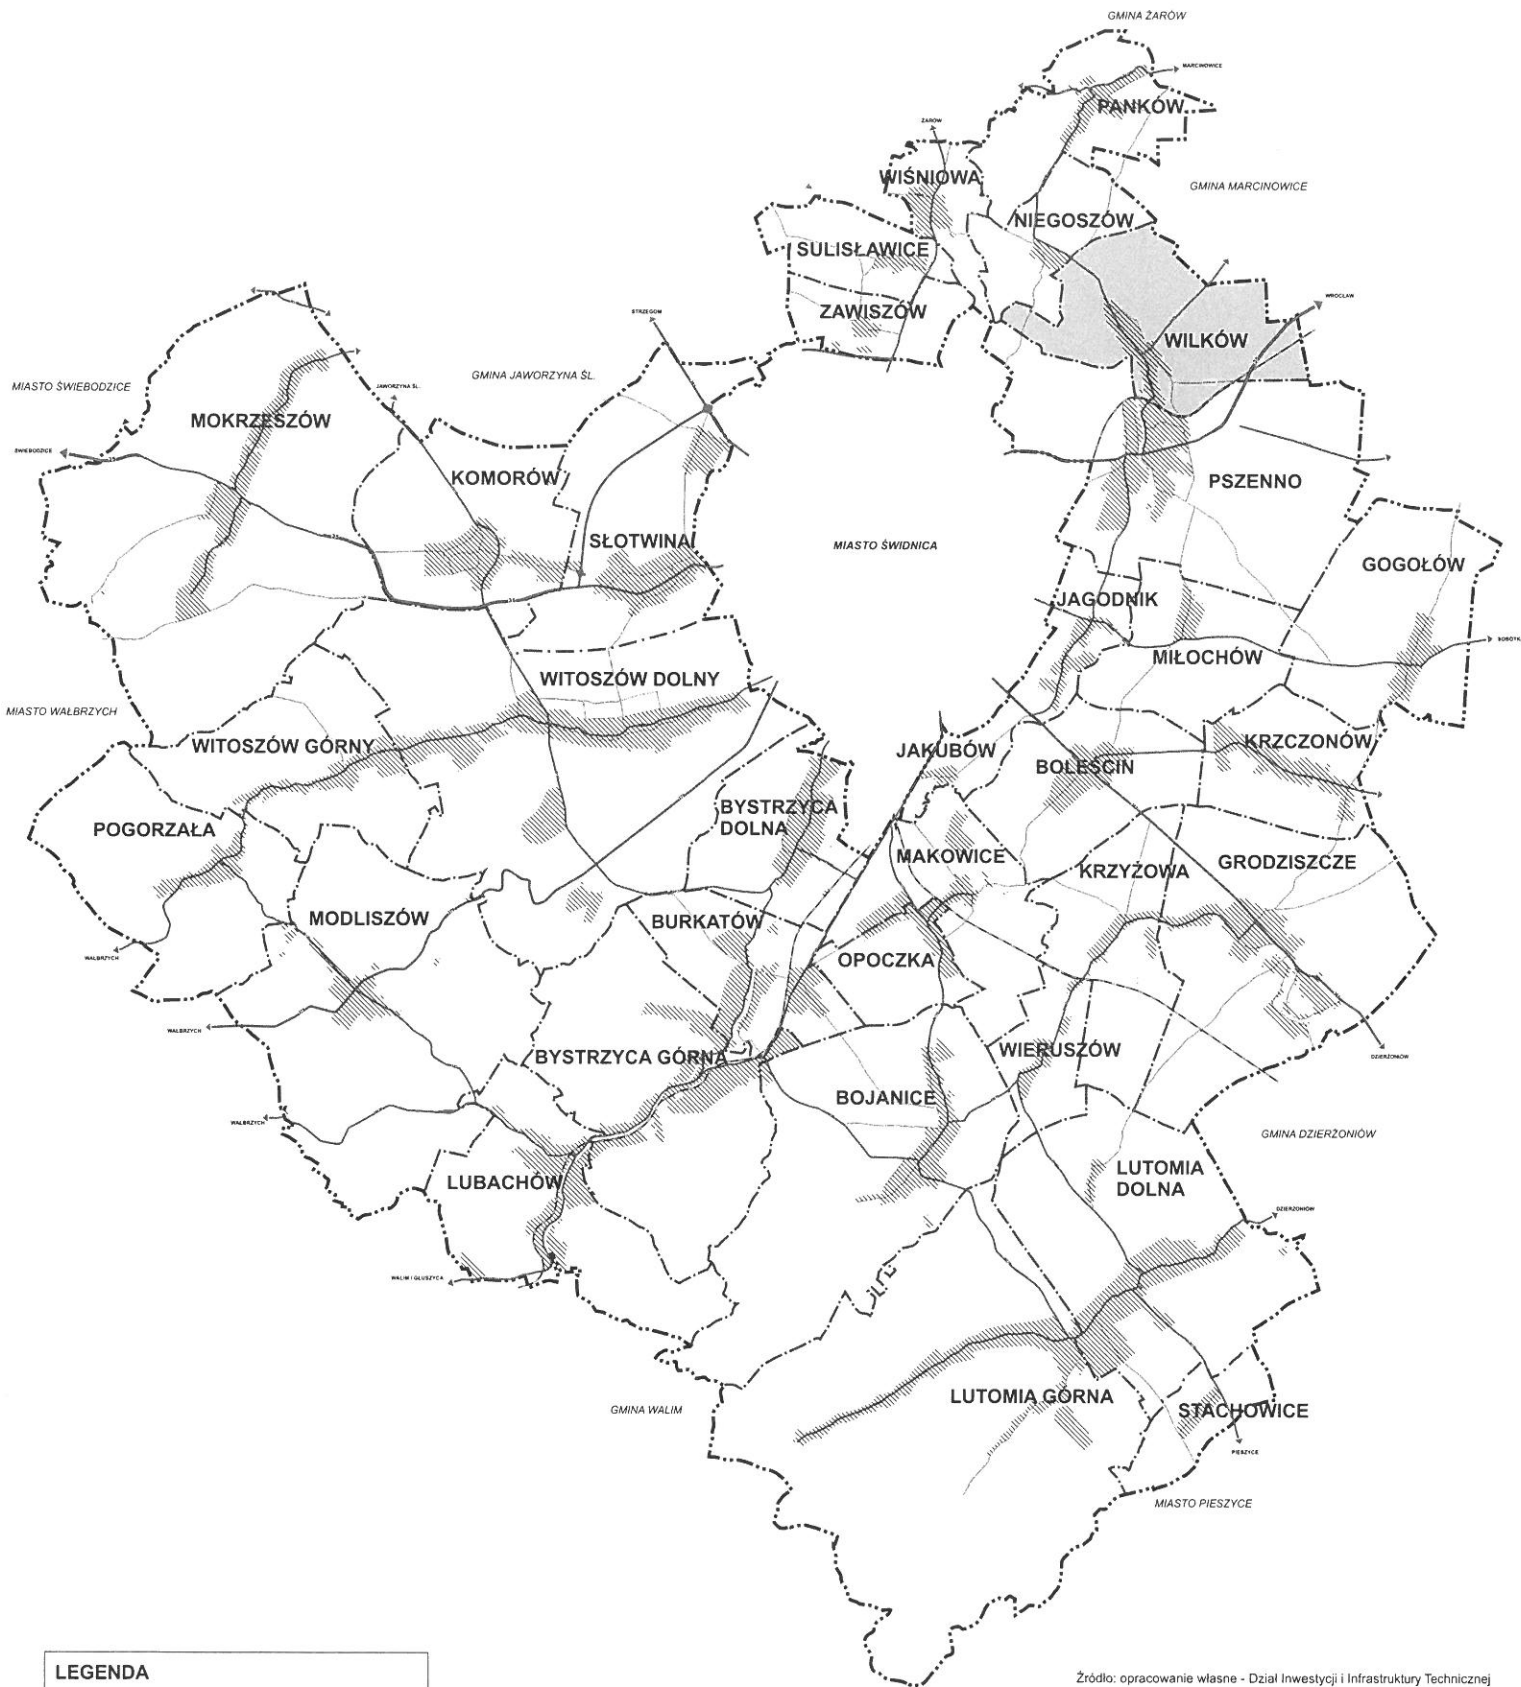 GMINA ŻARÓW
MARCINOWICE
PANKÓW
ŻARÓW
WIŚNIOWA
GMINA MARCINOWICE
NIEGOSZÓW
SULISŁAWICE
ZAWISZÓW
WROCŁAW
WILKÓW
STRZEGOM
MIASTO ŚWIEBODZICE
GMINA JAWORZYNA ŚL.
JAWORZYNA ŚL.
MOKRZESZÓW
ŚWIEBODZICE
KOMORÓW
PSZENNO
SŁOTWINA
MIASTO ŚWIDNICA
GOGOŁÓW
JAGODNIK
SOBÓTKA
MIŁOCHÓW
WITOSZÓW DOLNY
MIASTO WAŁBRZYCH
WITOSZÓW GÓRNY
JAKUBÓW
KRZCZONÓW
BOLEŚCIN
BYSTRZYCA
DOLNA
POGORZAŁA
MAKOWICE
KRZYŻOWA
GRODZISZCZE
MODLISZÓW
BURKATÓW
WAŁBRZYCH
OPOCZKA
WAŁBRZYCH
BYSTRZYCA GÓRNA
WIERUSZÓW
DZIERŻONIÓW
BOJANICE
WAŁBRZYCH
GMINA DZIERŻONIÓW
LUBACHÓW
LUTOMIA
DOLNA
DZIERŻONIÓW
WALIM I GŁUSZYCA
GMINA WALIM
LUTOMIA GÓRNA
STACHOWICE
PIESZYCE
MIASTO PIESZYCE
LEGENDA
Źródło: opracowanie własne - Dział Inwestycji i Infrastruktury Technicznej